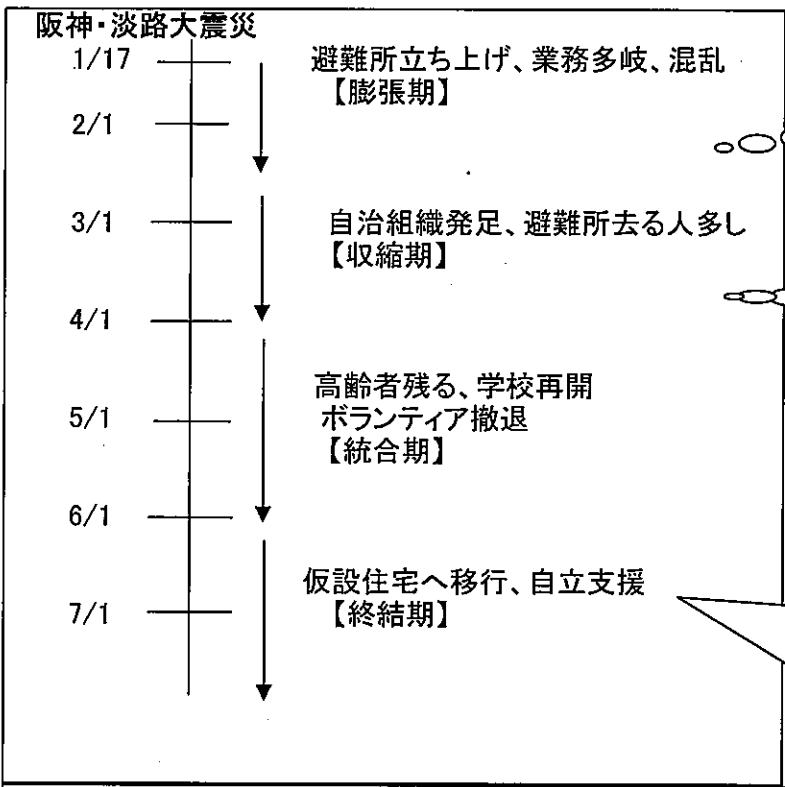 阪神・淡路大震災
1/17 避難所立ち上げ、業務多岐、混乱
【膨張期】
2/1
3/1 自治組織発足、避難所去る人多し
【収縮期】
4/1
高齢者残る、学校再開
5/1 ボランティア撤退
【統合期】
6/1
仮設住宅へ移行、自立支援
7/1 【終結期】